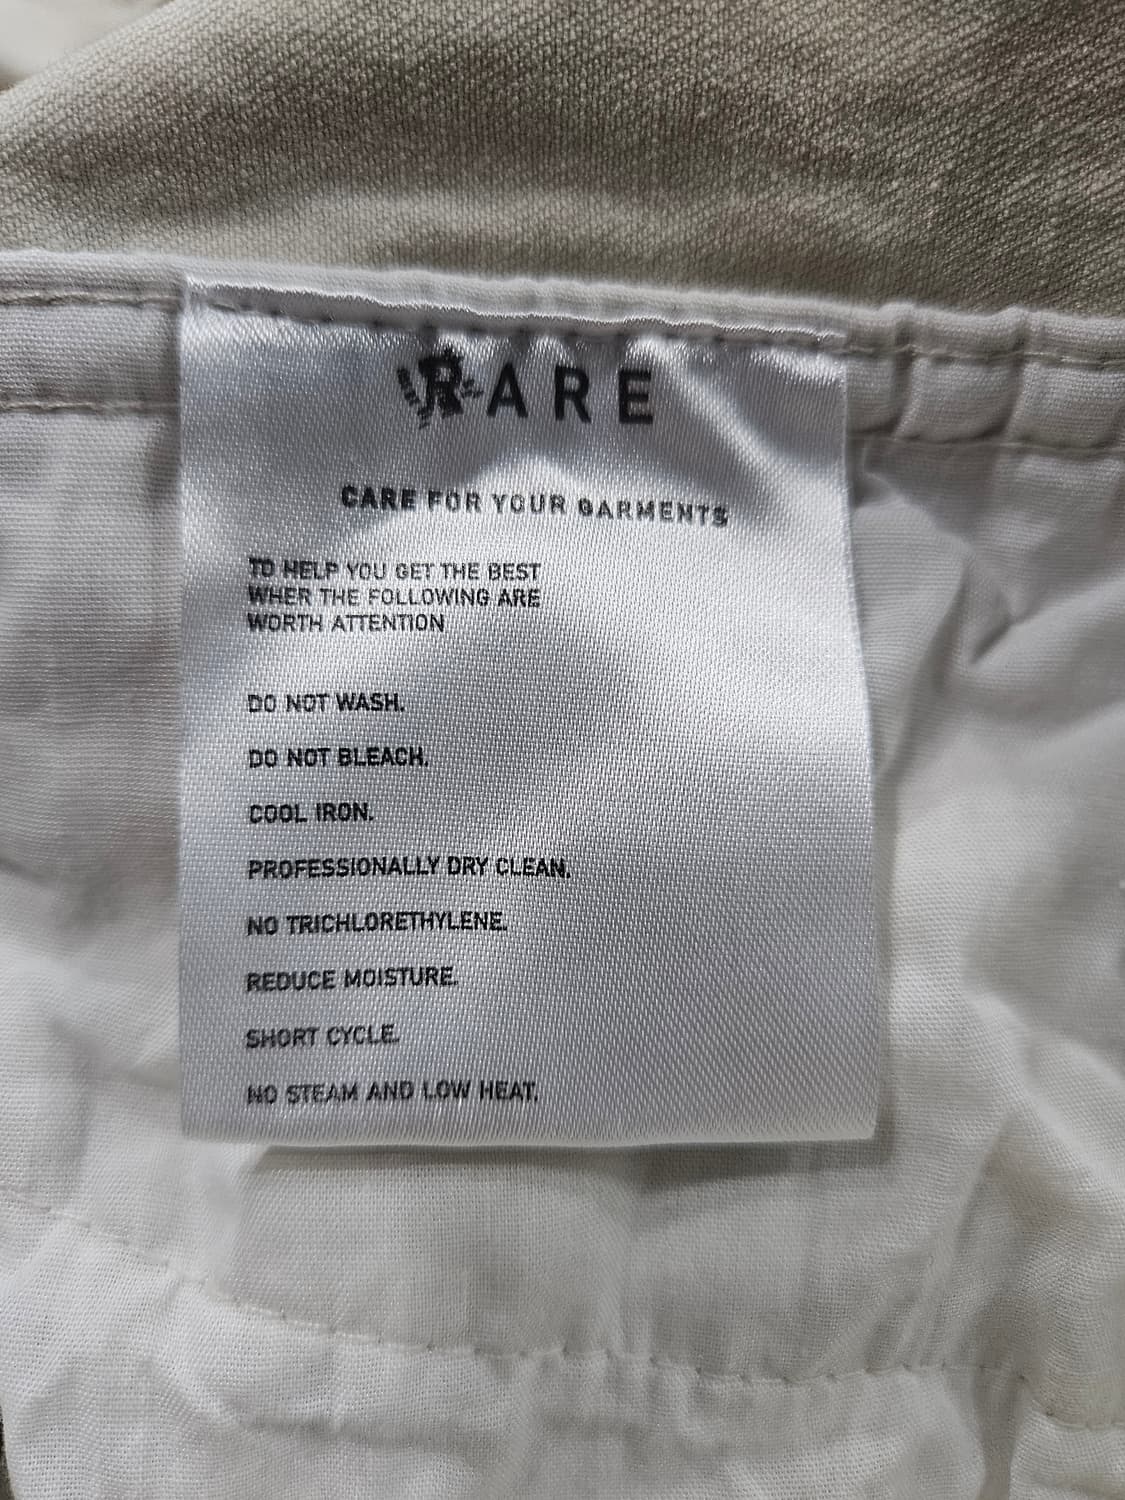 RARE
CARE FOR YOUR GARMENTS
TO HELP YOU GET THE BEST
WHER THE FOLLOWING ARE
WORTH ATTENTION
DO NOT WASH.
DO NOT BLEACH.
COOL IRON.
PROFESSIONALLY DRY CLEAN.
NO TRICHLORETHYLENE.
REDUCE MOISTURE.
SHORT CYCLE.
NO STEAM AND LOW HEAT.